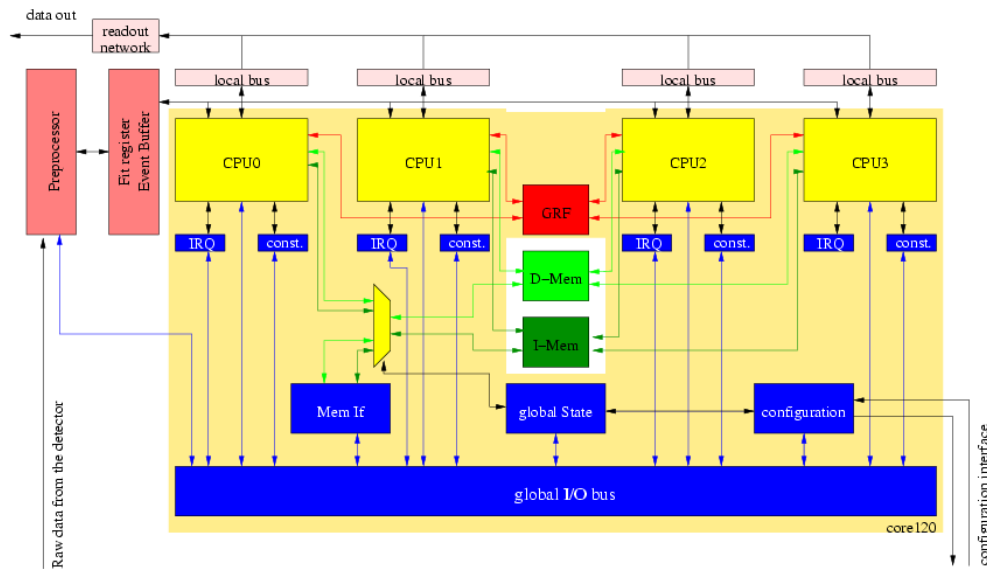 data out
readout
network
local bus
local bus
local bus
local bus
Preprocessor
Fit register
Event Buffer
CPU0
CPU1
CPU2
CPU3
GRF
IRQ
const.
IRQ
const.
IRQ
const.
IRQ
const.
D-Mem
I-Mem
Mem If
global State
configuration
global I/O bus
core120
Raw data from the detector
configuration interface